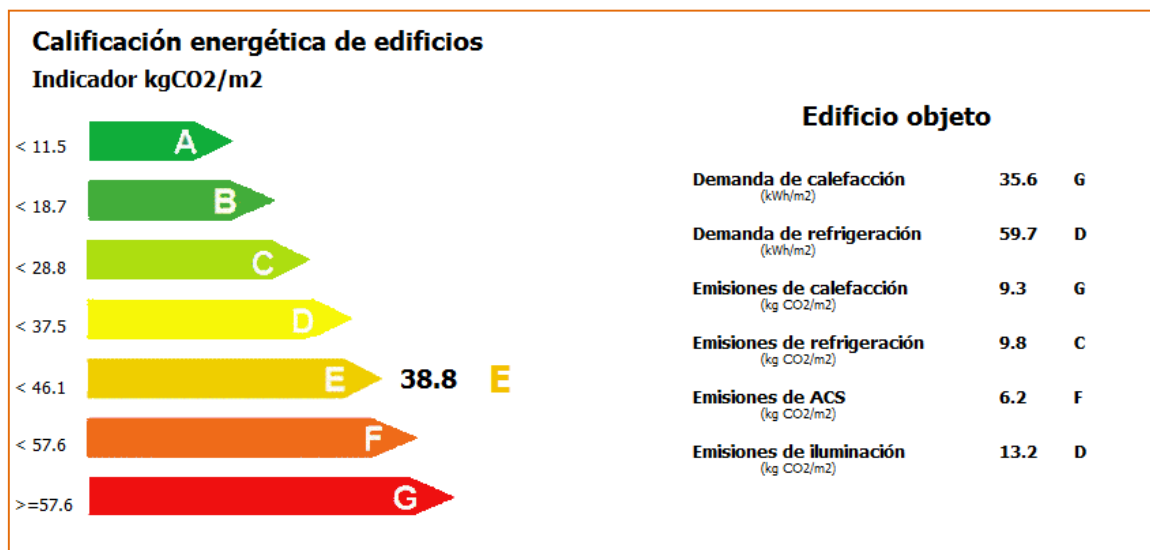 Calificación energética de edificios
Indicador kgCO2/m2
< 11.5 A
< 18.7 B
< 28.8 C
< 37.5 D
< 46.1 E 38.8 E
< 57.6 F
>=57.6 G
Edificio objeto
Demanda de calefacción 35.6 G
(kWh/m2)
Demanda de refrigeración 59.7 D
(kWh/m2)
Emisiones de calefacción 9.3 G
(kg CO2/m2)
Emisiones de refrigeración 9.8 C
(kg CO2/m2)
Emisiones de ACS 6.2 F
(kg CO2/m2)
Emisiones de iluminación 13.2 D
(kg CO2/m2)